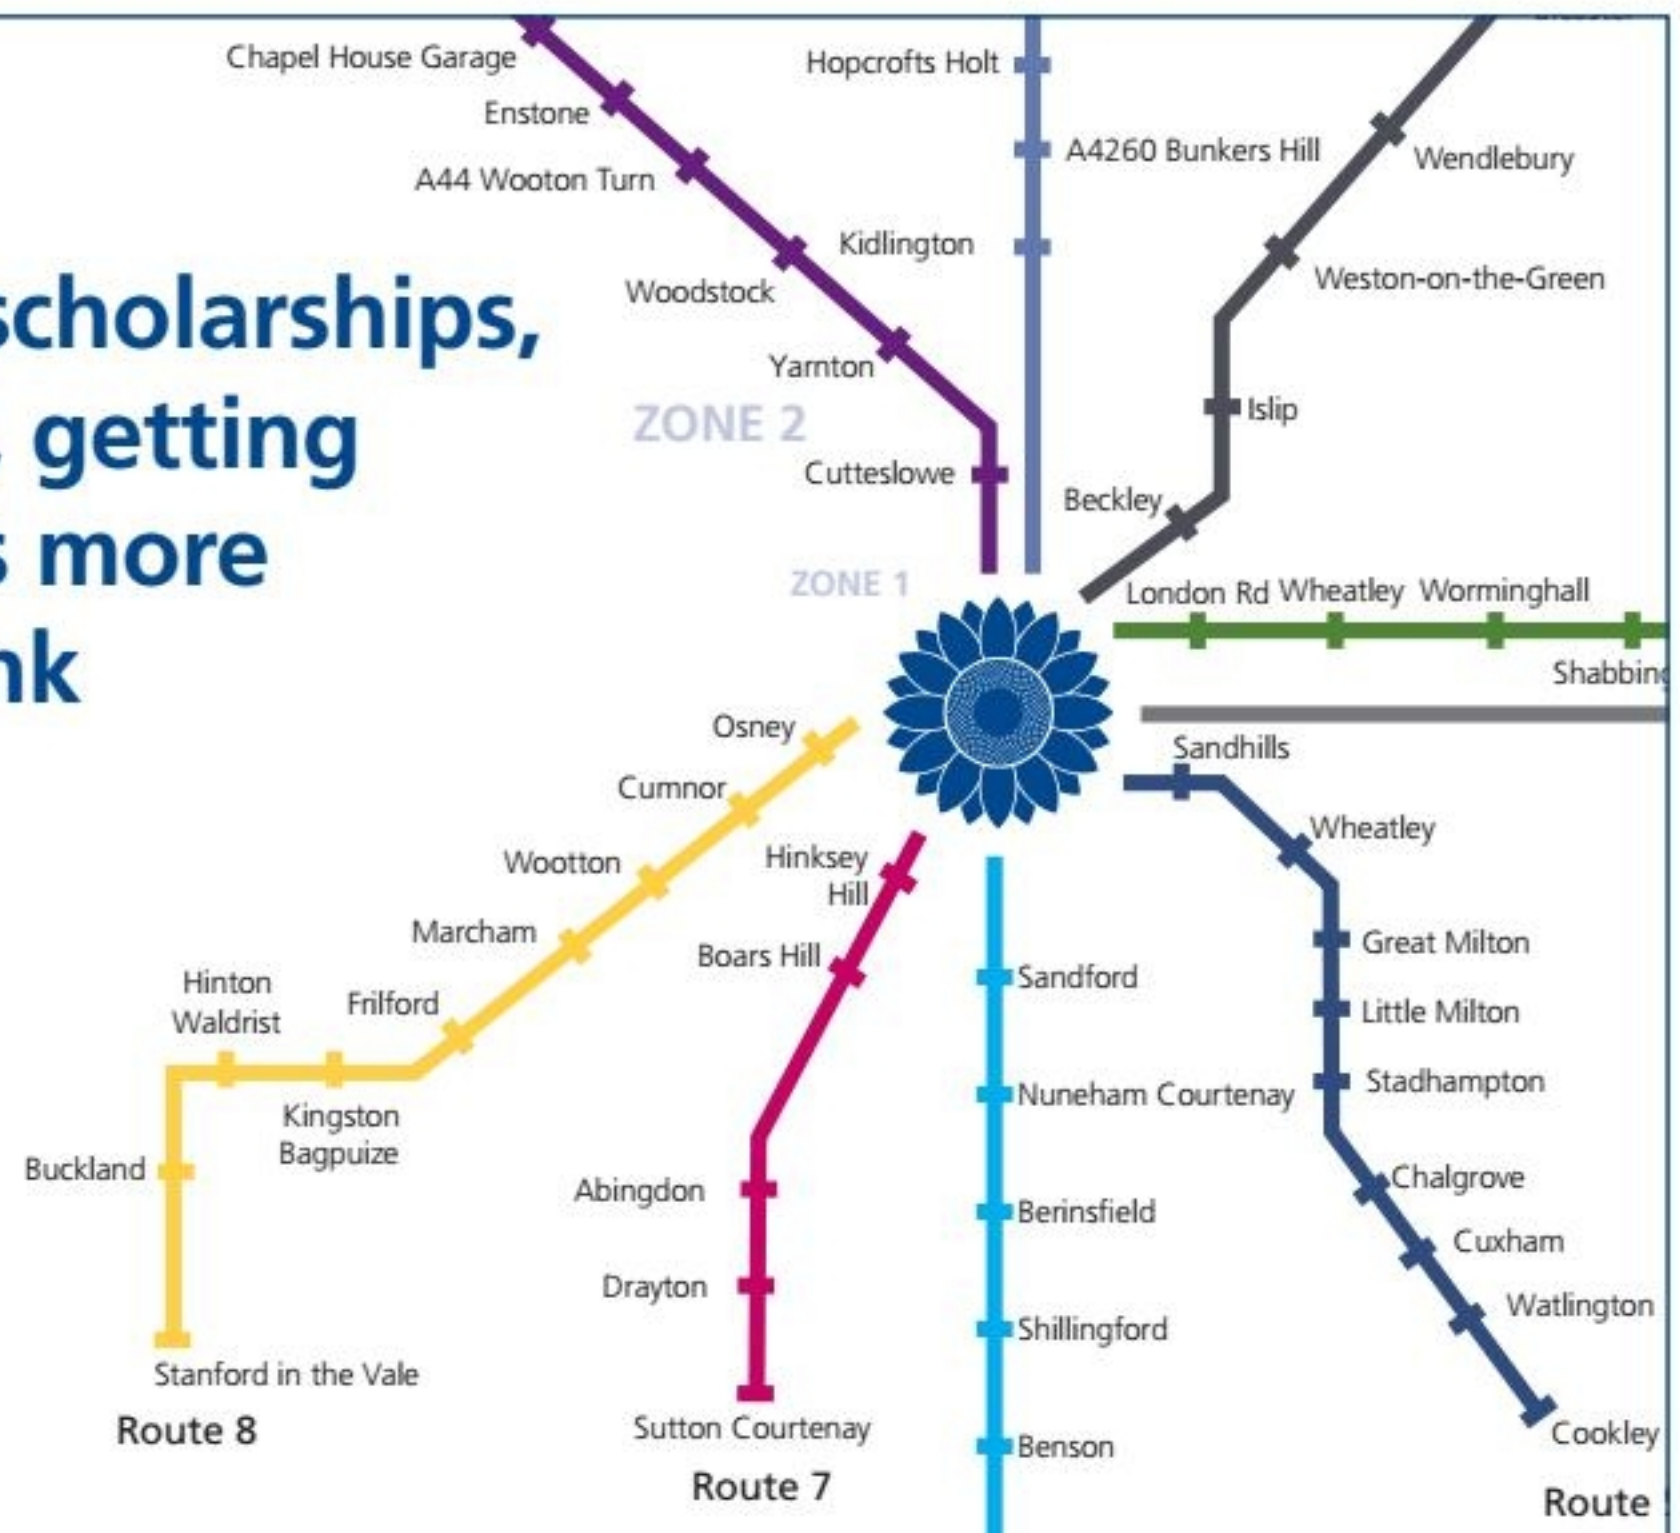 Chapel House Garage
Enstone
A44 Wooton Turn
Woodstock
Yarnton
Cutteslowe
Hopcrofts Holt
A4260 Bunkers Hill
Kidlington
Wendlebury
Weston-on-the-Green
Islip
Beckley
scholarships,
getting
more
ZONE 2
ZONE 1
London Rd Wheatley Worminghall
Sandhills
Wheatley
Great Milton
Little Milton
Stadhampton
Chalgrove
Cuxham
Watlington
Cookley
Route
Osney
Cumnor
Wootton
Marcham
Frilford
Hinton
Waldrist
Kingston
Bagpuize
Buckland
Stanford in the Vale
Route 8
Hinksey
Hill
Boars Hill
Abingdon
Drayton
Sutton Courtenay
Route 7
Sandford
Nuneham Courtenay
Berinsfield
Shillingford
Benson